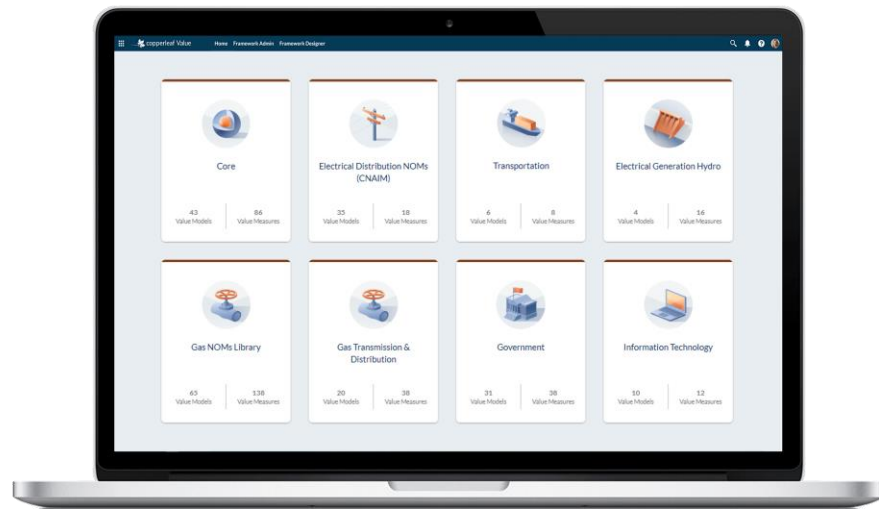 copperleaf Value Home Framework Admin Framework Designer
Core
43 Value Models
86 Value Measures
Electrical Distribution NOMs
(CNAIM)
35 Value Models
18 Value Measures
Transportation
6 Value Models
8 Value Measures
Electrical Generation Hydro
4 Value Models
16 Value Measures
Gas NOMs Library
65 Value Models
138 Value Measures
Gas Transmission &
Distribution
20 Value Models
38 Value Measures
Government
31 Value Models
38 Value Measures
Information Technology
10 Value Models
12 Value Measures